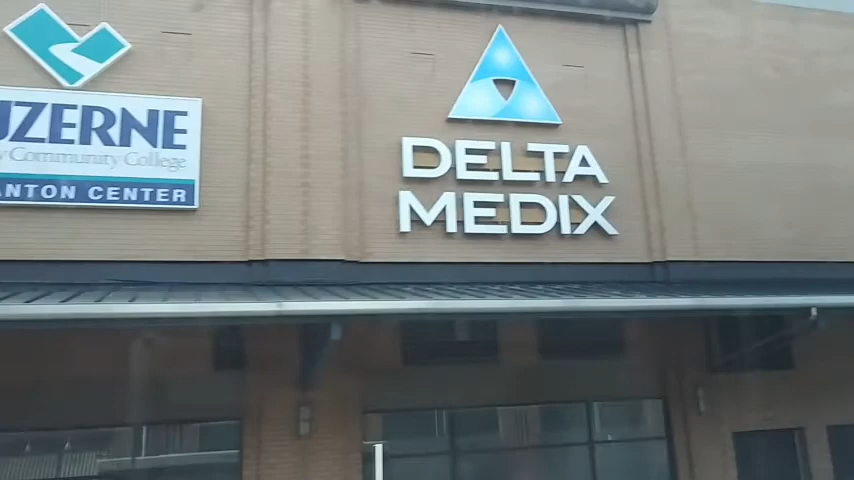 UZERNE
Community College
ANTON CENTER
DELTA
MEDIX